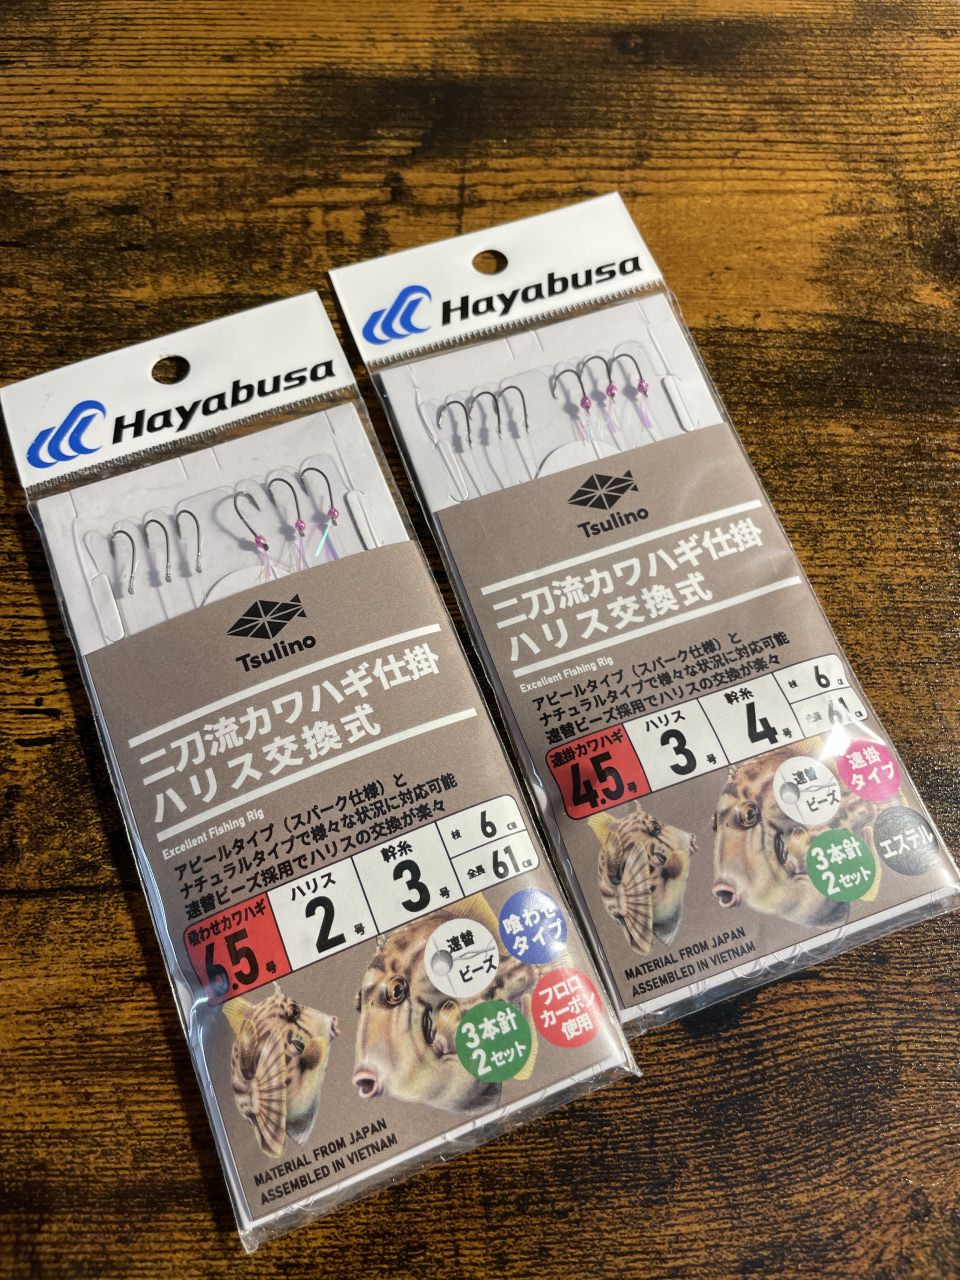 Hayabusa
Tsulino
二刀流カワハギ仕掛
ハリス交換式
Excellent Fishing Rig
アピールタイプ（スパーク仕様）と
ナチュラルタイプで様々な状況に対応可能
速替ビーズ採用でハリスの交換が楽々
喰わせカワハギ
6.5号
ハリス
2号
幹糸
3号
枝 6cm
全長 61cm
速替
ビーズ
喰わせ
タイプ
3本針
2セット
フロロ
カーボン
使用
MATERIAL FROM JAPAN
ASSEMBLED IN VIETNAM
Hayabusa
Tsulino
二刀流カワハギ仕掛
ハリス交換式
Excellent Fishing Rig
アピールタイプ（スパーク仕様）と
ナチュラルタイプで様々な状況に対応可能
速替ビーズ採用でハリスの交換が楽々
速掛カワハギ
4.5号
ハリス
3号
幹糸
4号
枝 6cm
全長 61cm
速替
ビーズ
速掛
タイプ
3本針
2セット
エステル
MATERIAL FROM JAPAN
ASSEMBLED IN VIETNAM